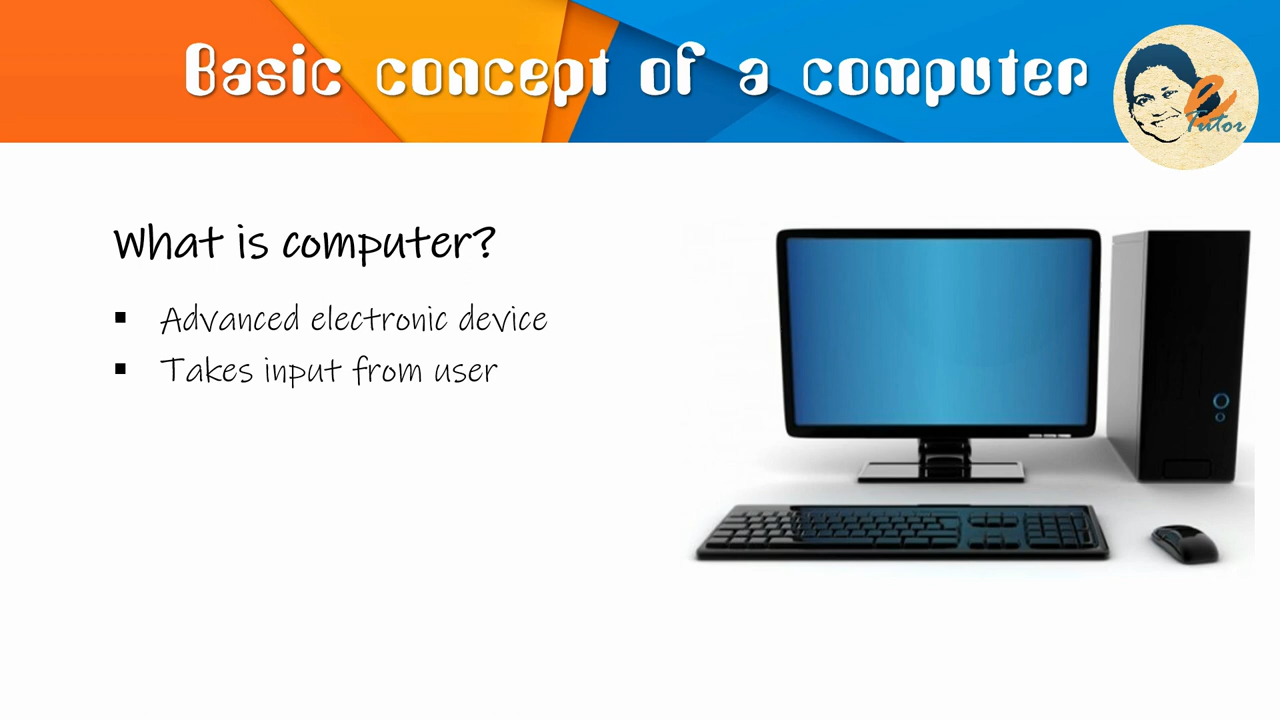 Basic concept of a computer
e
Tutor
What is computer?
▪ Advanced electronic device
▪ Takes input from user